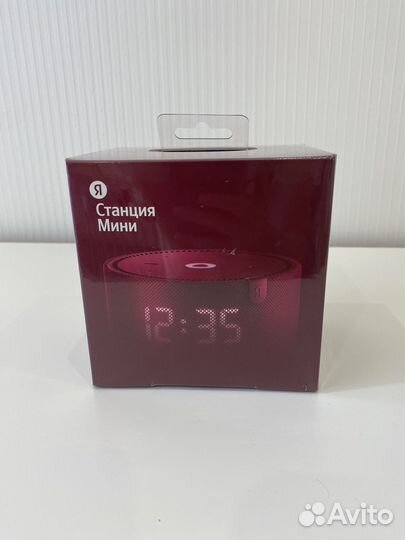 Я
Станция
Мини
12:35
Я
Avito